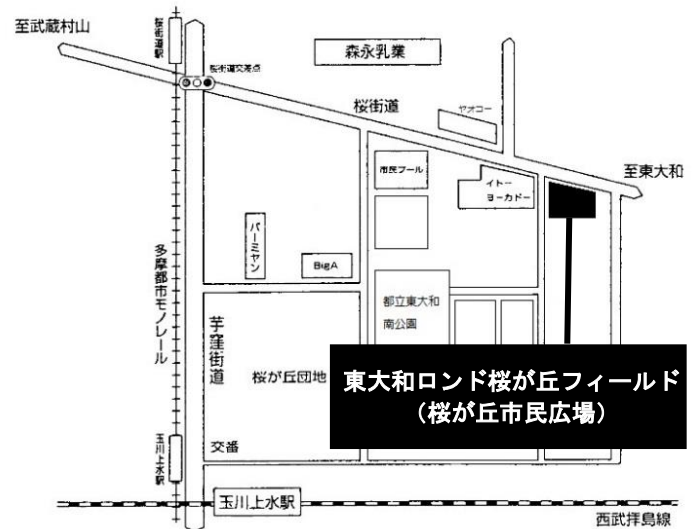 至武蔵村山
桜街道駅
森永乳業
桜街道交差点
桜街道
ヤオコー
至東大和
市民プール
イトー
ヨーカドー
バーミヤン
BigA
多摩都市モノレール
芋窪街道
都立東大和
南公園
桜が丘団地
東大和ロンド桜が丘フィールド
（桜が丘市民広場）
玉川上水駅
交番
玉川上水駅
西武拝島線